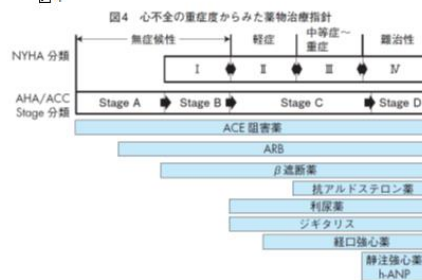 図4
図4 心不全の重症度からみた薬物治療指針
無症候性
軽症
中等症～重症
難治性
NYHA 分類
I
II
III
IV
AHA/ACC
Stage 分類
Stage A
Stage B
Stage C
Stage D
ACE 阻害薬
ARB
β遮断薬
抗アルドステロン薬
利尿薬
ジギタリス
経口強心薬
静注強心薬
h-ANP